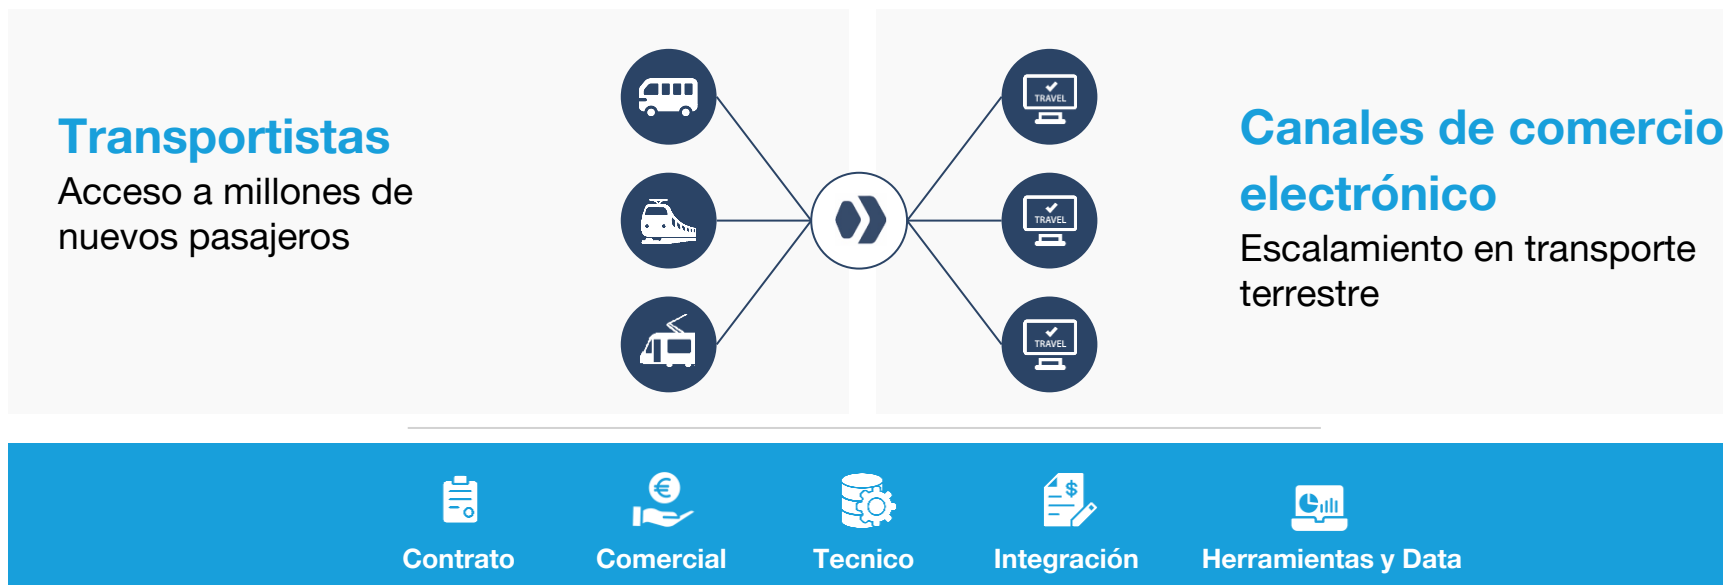 Transportistas
Acceso a millones de
nuevos pasajeros
TRAVEL
TRAVEL
TRAVEL
Canales de comercio
electrónico
Escalamiento en transporte
terrestre
Contrato
Comercial
Tecnico
Integración
Herramientas y Data